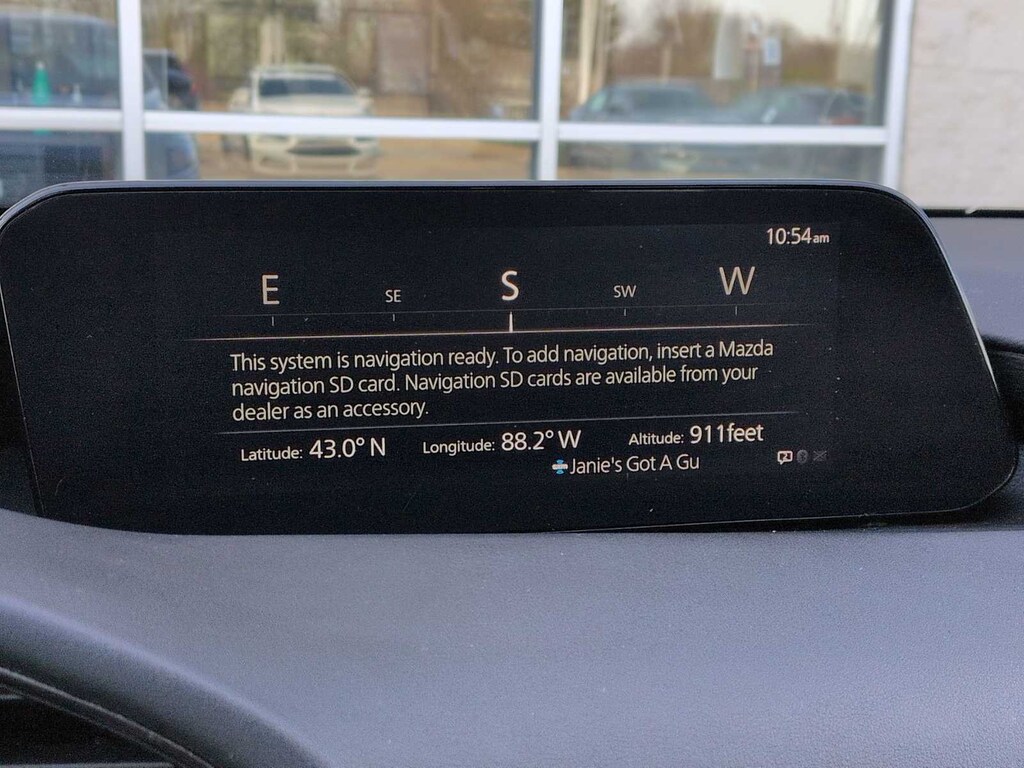 10:54am
E SE S SW W
This system is navigation ready. To add navigation, insert a Mazda
navigation SD card. Navigation SD cards are available from your
dealer as an accessory.
Latitude: 43.0° N Longitude: 88.2° W Altitude: 911feet
Janie's Got A Gu